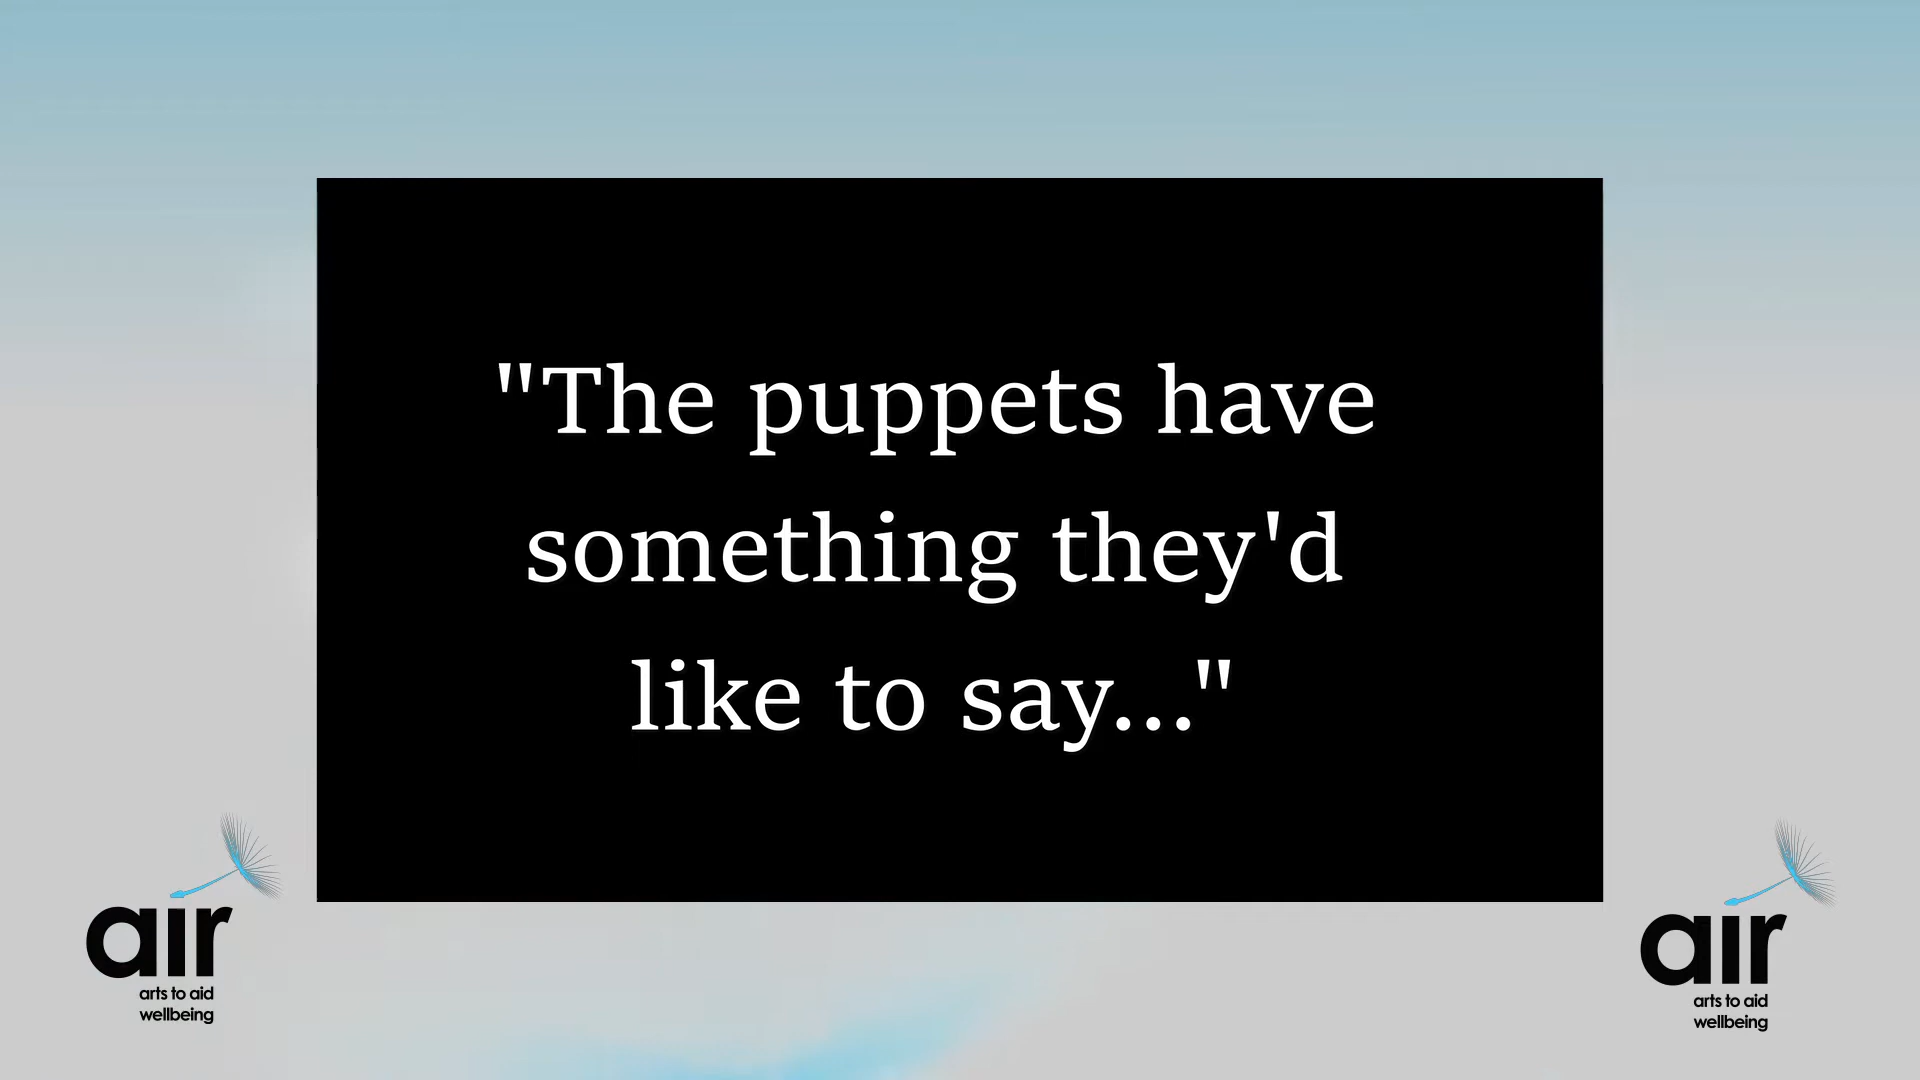 "The puppets have
something they'd
like to say..."
air
arts to aid
wellbeing
air
arts to aid
wellbeing